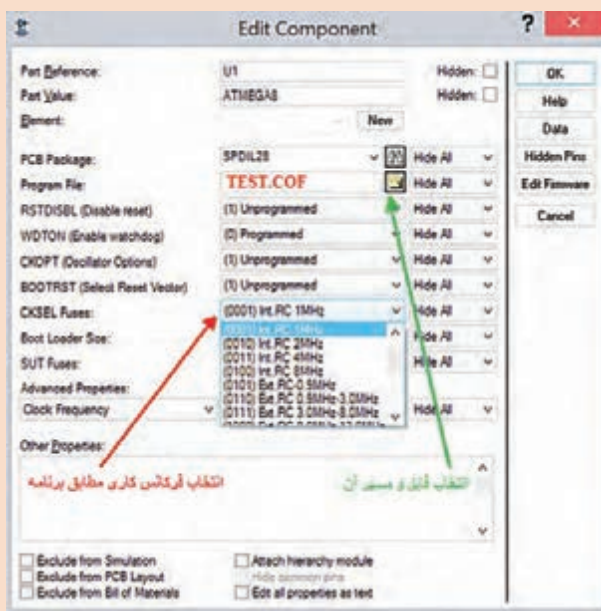 Edit Component
?
Part Reference: U1 Hidden:
Part Value: ATMEGA8 Hidden:
Element: New
PCB Package: SPDIL28 Hide All
Program File: TEST.COF Hide All
RSTDISBL (Disable reset) (1) Unprogrammed Hide All
WDTON (Enable watchdog) (0) Programmed Hide All
CKOPT (Oscillator Options) (1) Unprogrammed Hide All
BOOTRST (Select Reset Vector) (1) Unprogrammed Hide All
CKSEL Fuses: (0001) Int.RC 1MHz Hide All
(0001) Int.RC 1MHz
Boot Loader Size: (0010) Int.RC 2MHz Hide All
(0011) Int.RC 4MHz
SUT Fuses: (0100) Int.RC 8MHz Hide All
(0101) Ext.RC-0.9MHz
Advanced Properties: (0110) Ext.RC 0.9MHz-3.0MHz
Clock Frequency (0111) Ext.RC 3.0MHz-8.0MHz Hide All
Other Properties:
انتخاب فرکانس کاری مطابق برنامه
انتخاب فایل و مسیر آن
Exclude from Simulation Attach hierarchy module
Exclude from PCB Layout Hide common pins
Exclude from Bill of Materials Edit all properties as text
OK
Help
Data
Hidden Pins
Edit Firmware
Cancel